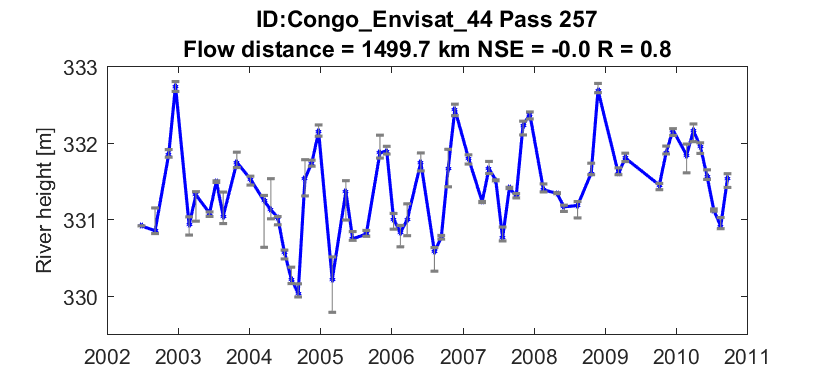 ID:Congo_Envisat_44 Pass 257
Flow distance = 1499.7 km NSE = -0.0 R = 0.8
River height [m]
333
332
331
330
2002 2003 2004 2005 2006 2007 2008 2009 2010 2011